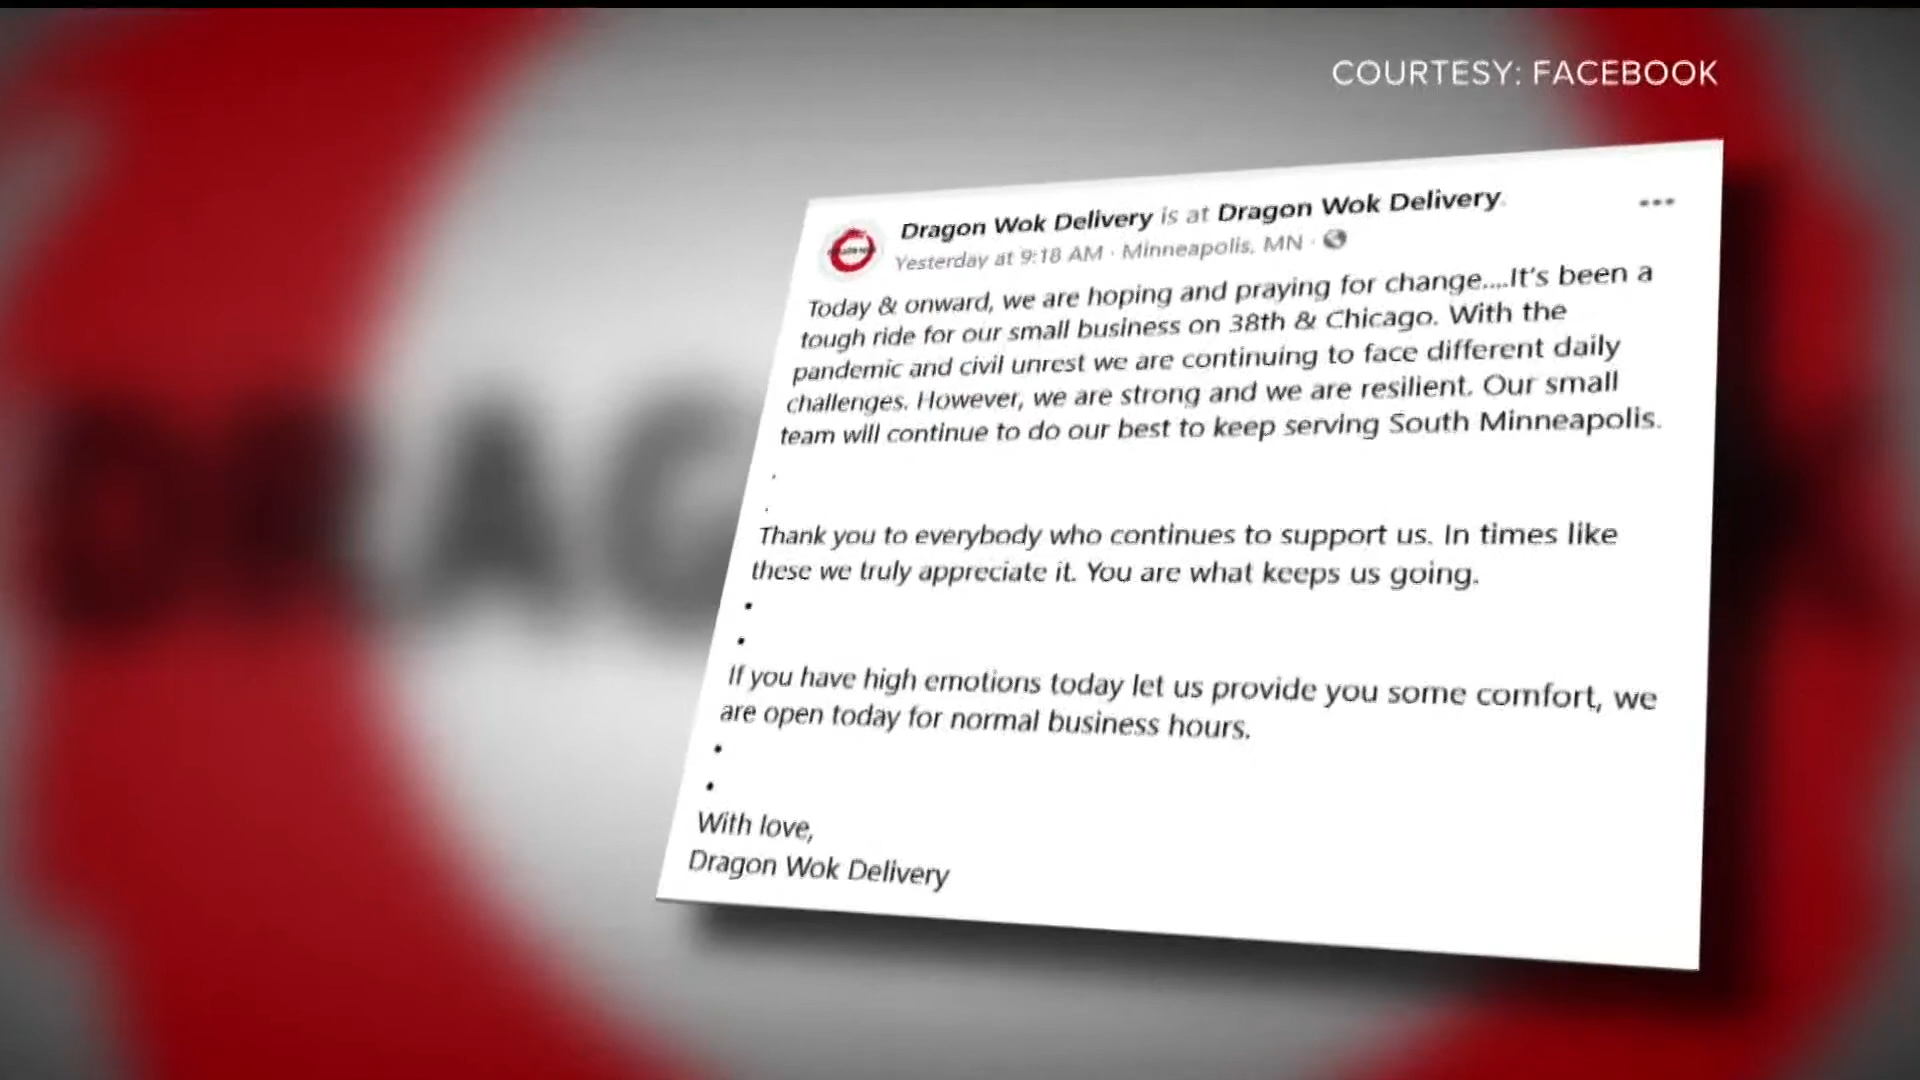 COURTESY: FACEBOOK
Dragon Wok Delivery is at Dragon Wok Delivery.
Yesterday at 9:18 AM · Minneapolis, MN ·
Today & onward, we are hoping and praying for change....It's been a
tough ride for our small business on 38th & Chicago. With the
pandemic and civil unrest we are continuing to face different daily
challenges. However, we are strong and we are resilient. Our small
team will continue to do our best to keep serving South Minneapolis.
.
.
Thank you to everybody who continues to support us. In times like
these we truly appreciate it. You are what keeps us going.
•
•
If you have high emotions today let us provide you some comfort, we
are open today for normal business hours.
•
•
With love,
Dragon Wok Delivery